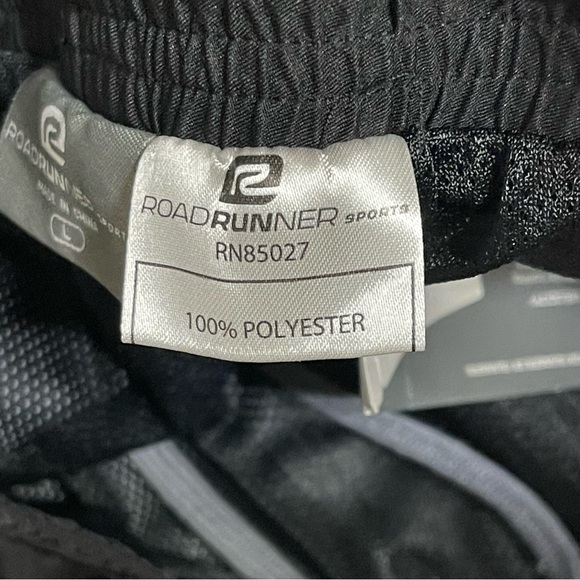 ROADRUNNER SPORTS
MADE IN CHINA
L
ROADRUNNER SPORTS
RN85027
100% POLYESTER